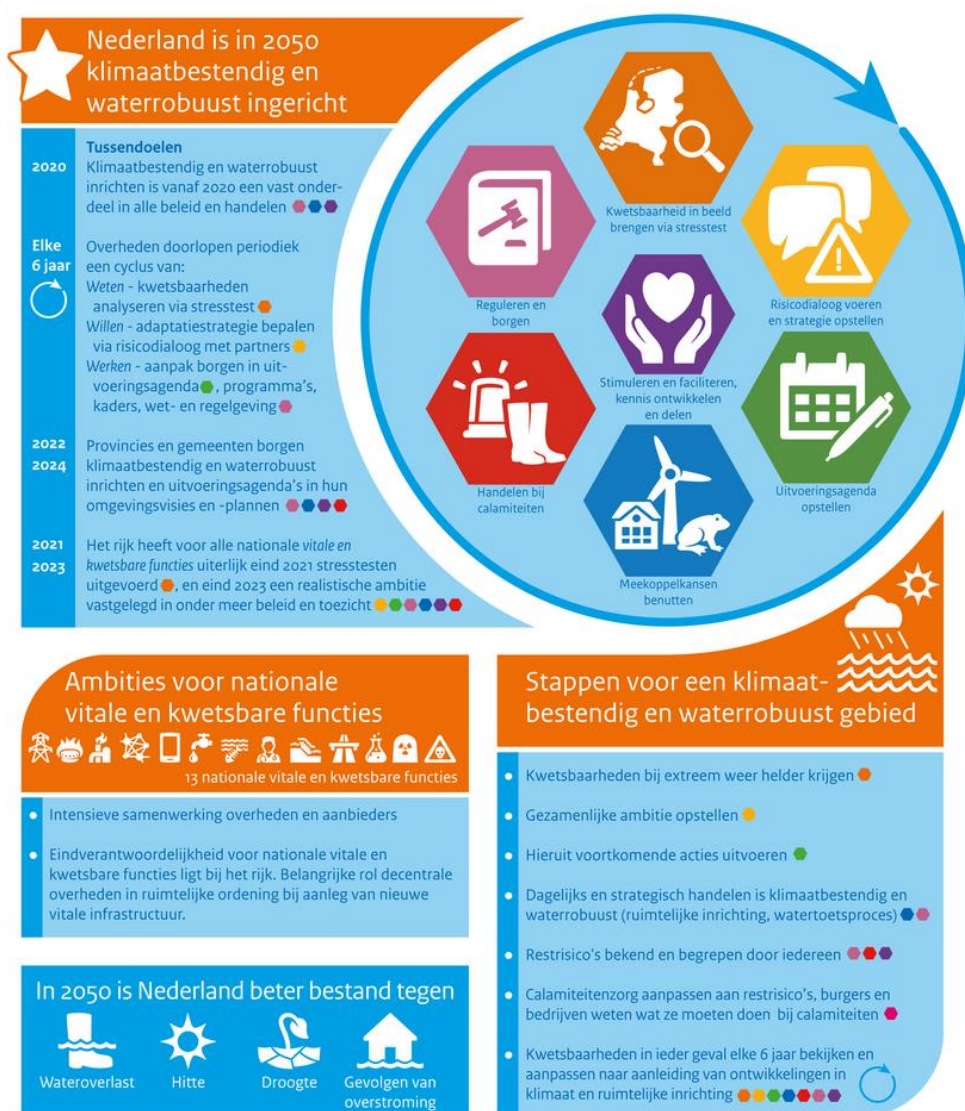 Nederland is in 2050
klimaatbestendig en
waterrobuust ingericht
Tussendoelen
2020
Klimaatbestendig en waterrobuust
inrichten is vanaf 2020 een vast onder-
deel in alle beleid en handelen
Elke
6 jaar
Overheden doorlopen periodiek
een cyclus van:
Weten - kwetsbaarheden
analyseren via stresstest
Willen - adaptatiestrategie bepalen
via risicodialoog met partners
Werken - aanpak borgen in uit-
voeringsagenda, programma's,
kaders, wet- en regelgeving
2022
2024
Provincies en gemeenten borgen
klimaatbestendig en waterrobuust
inrichten en uitvoeringsagenda's in hun
omgevingsvisies en -plannen
2021
2023
Het rijk heeft voor alle nationale vitale en
kwetsbare functies uiterlijk eind 2021 stresstesten
uitgevoerd, en eind 2023 een realistische ambitie
vastgelegd in onder meer beleid en toezicht
Kwetsbaarheid in beeld
brengen via stresstest
Risicodialoog voeren
en strategie opstellen
Uitvoeringsagenda
opstellen
Meekoppelkansen
benutten
Handelen bij
calamiteiten
Reguleren en
borgen
Stimuleren en faciliteren,
kennis ontwikkelen
en delen
Ambities voor nationale
vitale en kwetsbare functies
13 nationale vitale en kwetsbare functies
Intensieve samenwerking overheden en aanbieders
Eindverantwoordelijkheid voor nationale vitale en
kwetsbare functies ligt bij het rijk. Belangrijke rol decentrale
overheden in ruimtelijke ordening bij aanleg van nieuwe
vitale infrastructuur.
In 2050 is Nederland beter bestand tegen
Wateroverlast
Hitte
Droogte
Gevolgen van
overstroming
Stappen voor een klimaat-
bestendig en waterrobuust gebied
Kwetsbaarheden bij extreem weer helder krijgen
Gezamenlijke ambitie opstellen
Hieruit voortkomende acties uitvoeren
Dagelijks en strategisch handelen is klimaatbestendig en
waterrobuust (ruimtelijke inrichting, watertoetsproces)
Restrisico's bekend en begrepen door iedereen
Calamiteitenzorg aanpassen aan restrisico's, burgers en
bedrijven weten wat ze moeten doen bij calamiteiten
Kwetsbaarheden in ieder geval elke 6 jaar bekijken en
aanpassen naar aanleiding van ontwikkelingen in
klimaat en ruimtelijke inrichting